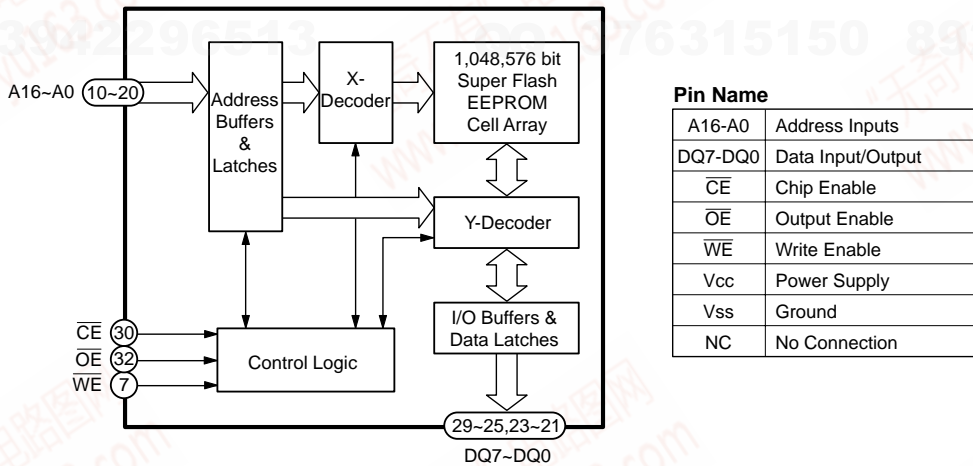 A16~A0
10~20
Address
Buffers
&
Latches
X-
Decoder
1,048,576 bit
Super Flash
EEPROM
Cell Array
Y-Decoder
I/O Buffers &
Data Latches
CE
30
OE
32
WE
7
Control Logic
29~25,23~21
DQ7~DQ0
Pin Name
A16-A0 Address Inputs
DQ7-DQ0 Data Input/Output
CE Chip Enable
OE Output Enable
WE Write Enable
Vcc Power Supply
Vss Ground
NC No Connection